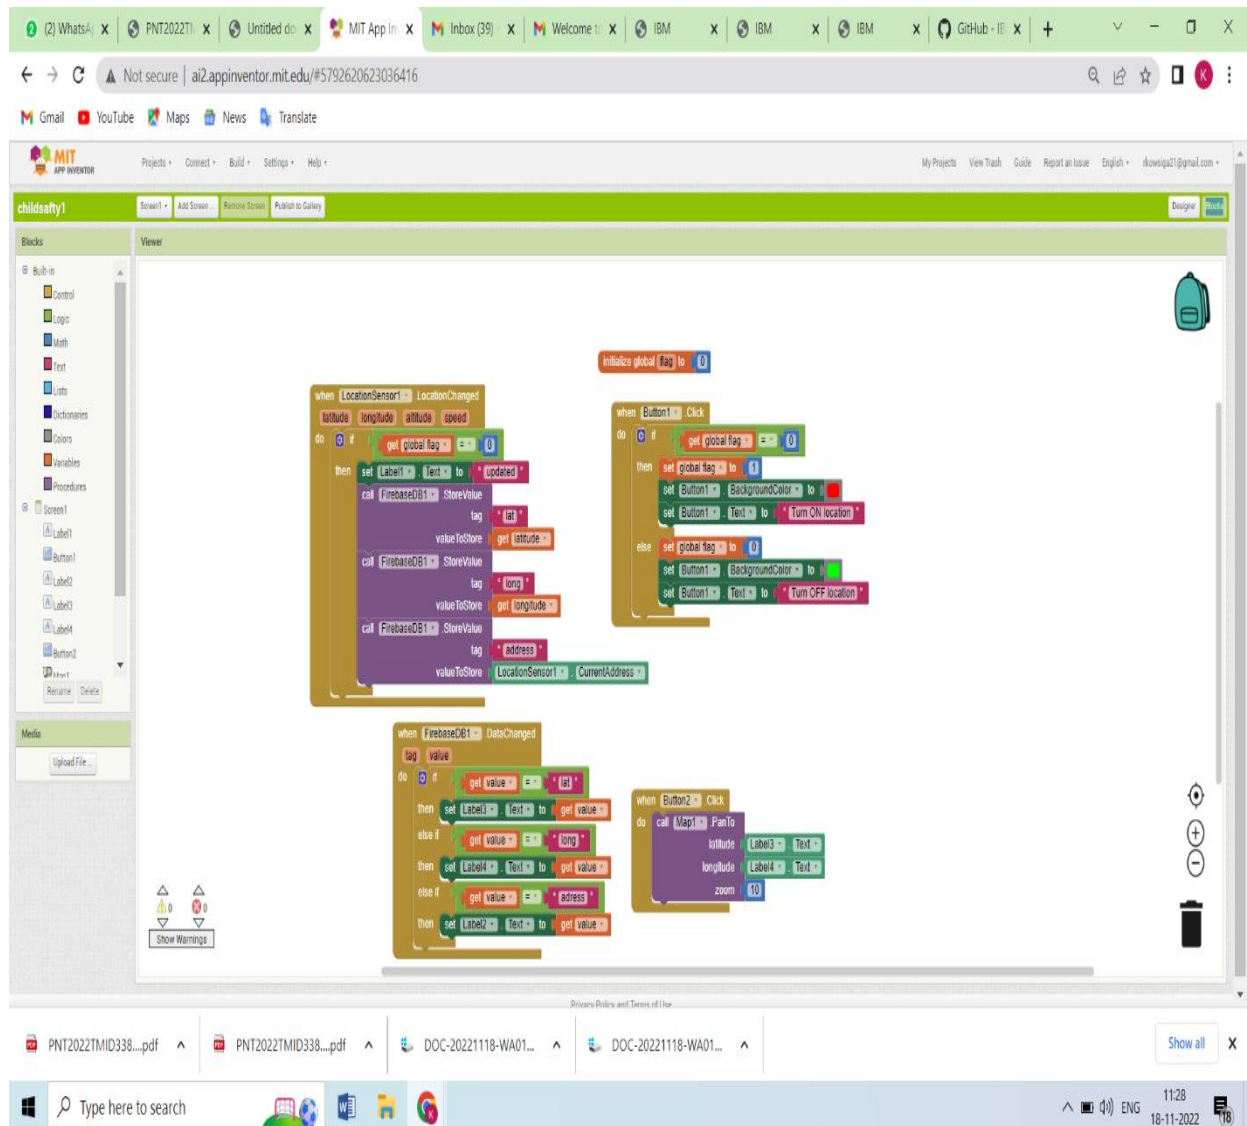 (2) WhatsA
PNT2022TI
Untitled do
MIT App In
Inbox (39) -
Welcome to
IBM
IBM
IBM
GitHub - IB
Not secure | ai2.appinventor.mit.edu/#5792620623036416
K
Gmail YouTube Maps News Translate
MIT
APP INVENTOR
Projects Connect Build Settings Help
My Projects View Trash Guide Report an Issue English rkowsiga21@gmail.com
childsafty1
Screen1 Add Screen ... Remove Screen Publish to Gallery
Designer Blocks
Blocks
Built-in
Control
Logic
Math
Text
Lists
Dictionaries
Colors
Variables
Procedures
Screen1
Label1
Button1
Label2
Label3
Label4
Button2
Map1
Rename Delete
Media
Upload File ...
Viewer
initialize global flag to 0
when LocationSensor1 .LocationChanged
latitude longitude altitude speed
do if get global flag = 0
then set Label1 . Text to " updated "
call FirebaseDB1 .StoreValue
tag " lat "
valueToStore get latitude
call FirebaseDB1 .StoreValue
tag " long "
valueToStore get longitude
call FirebaseDB1 .StoreValue
tag " address "
valueToStore LocationSensor1 . CurrentAddress
when Button1 .Click
do if get global flag = 0
then set global flag to 1
set Button1 . BackgroundColor to
set Button1 . Text to " Turn ON location "
else set global flag to 0
set Button1 . BackgroundColor to
set Button1 . Text to " Turn OFF location "
when FirebaseDB1 .DataChanged
tag value
do if get value = " lat "
then set Label3 . Text to get value
else if get value = " long "
then set Label4 . Text to get value
else if get value = " adress "
then set Label2 . Text to get value
when Button2 .Click
do call Map1 .PanTo
latitude Label3 . Text
longitude Label4 . Text
zoom 10
0 0
Show Warnings
Privacy Policy and Terms of Use
PNT2022TMID338....pdf
PNT2022TMID338....pdf
DOC-20221118-WA01...
DOC-20221118-WA01...
Show all
Type here to search
ENG
11:28
18-11-2022
18